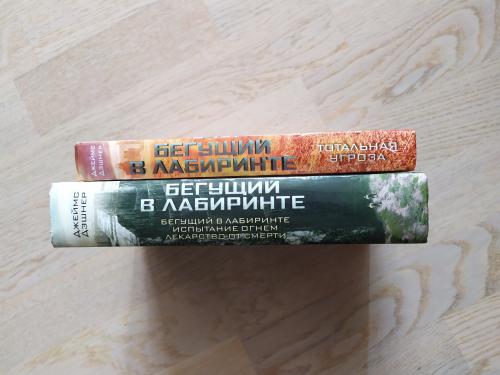 ДЖЕЙМС
ДЭШНЕР
БЕГУЩИЙ
В ЛАБИРИНТЕ
ТОТАЛЬНАЯ
УГРОЗА
ДЖЕЙМС
ДЭШНЕР
БЕГУЩИЙ
В ЛАБИРИНТЕ
БЕГУЩИЙ В ЛАБИРИНТЕ
ИСПЫТАНИЕ ОГНЕМ
ЛЕКАРСТВО ОТ СМЕРТИ